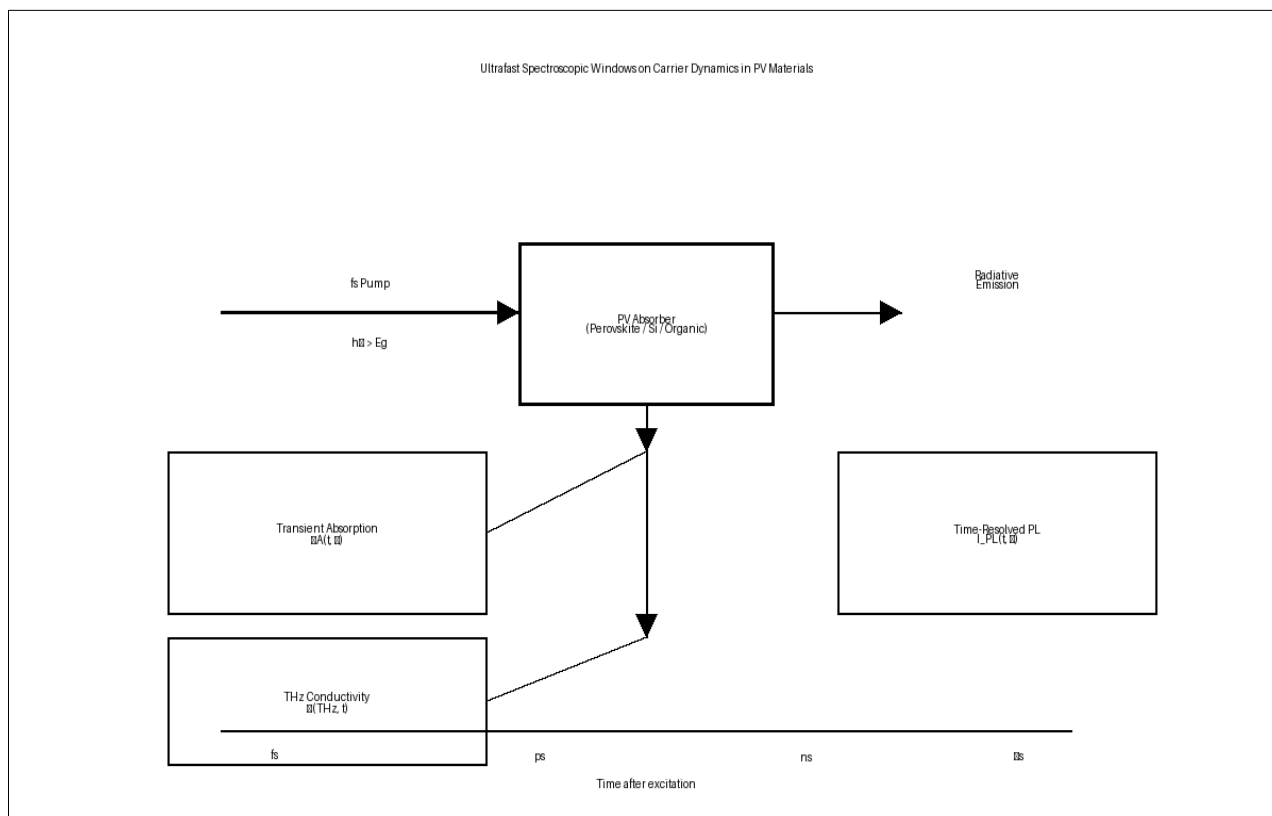 Ultrafast Spectroscopic Windows on Carrier Dynamics in PV Materials
fs Pump
h▯ > Eg
PV Absorber
(Perovskite / Si / Organic)
Radiative
Emission
Transient Absorption
▯A(t, ▯)
Time-Resolved PL
I_PL(t, ▯)
THz Conductivity
▯(THz, t)
fs
ps
ns
▯s
Time after excitation